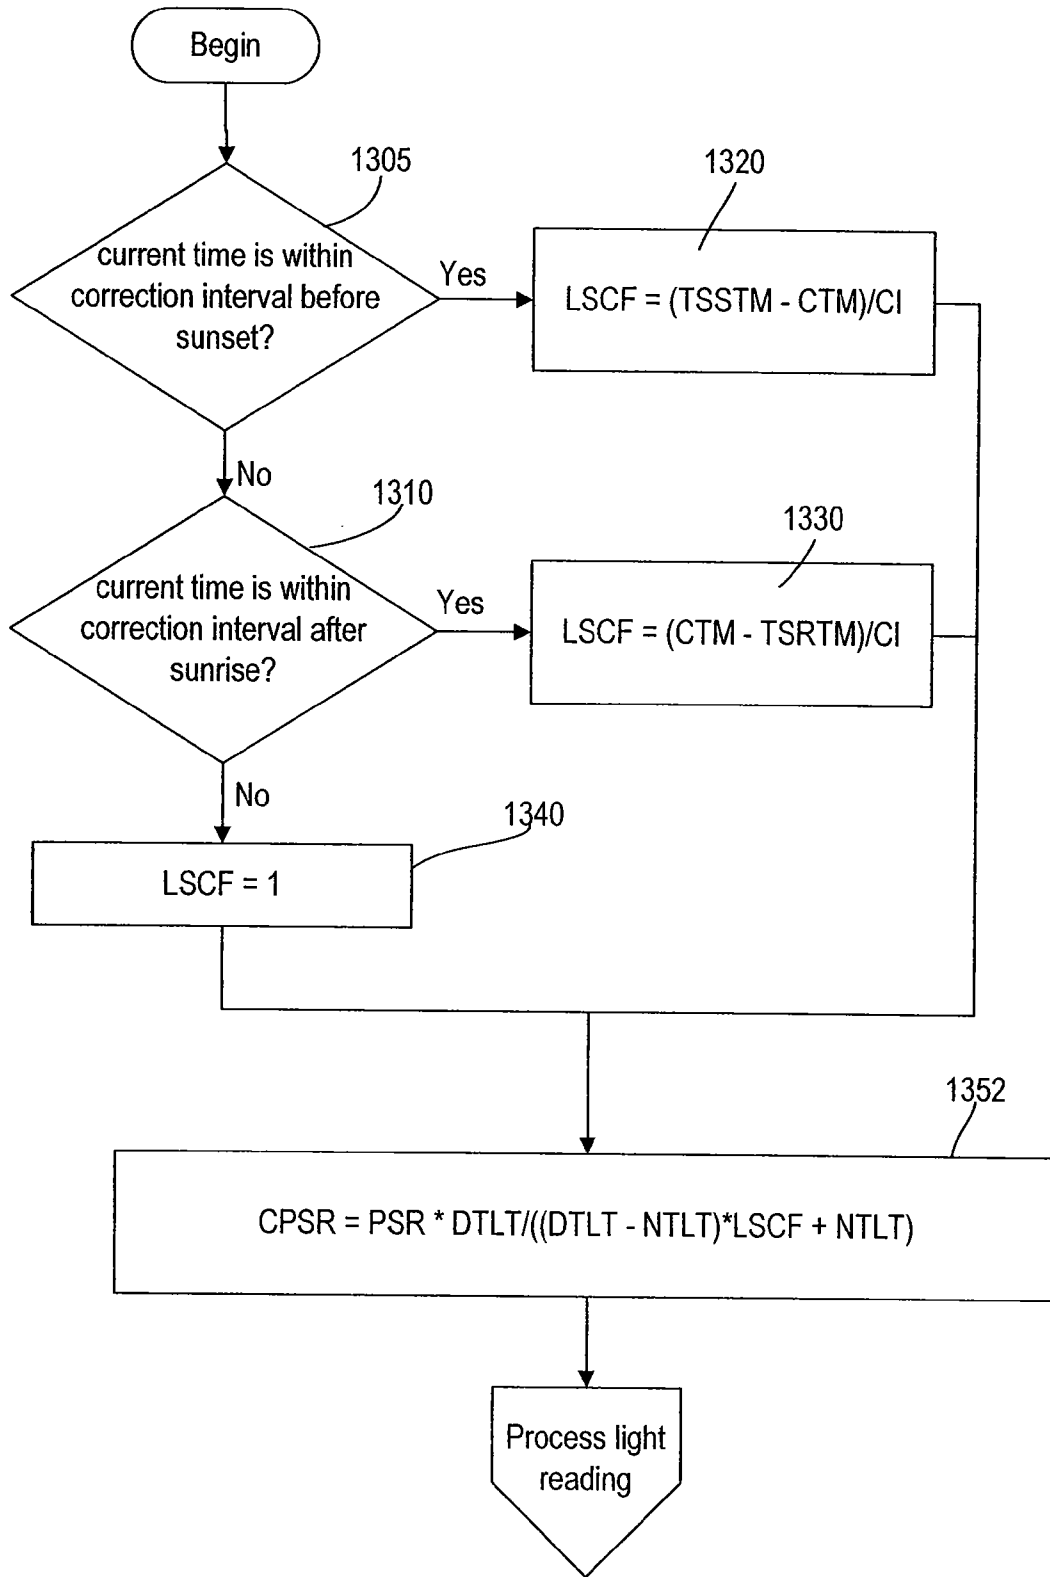 Begin
1305
current time is within
correction interval before
sunset?
Yes
1320
LSCF = (TSSTM - CTM)/CI
No
1310
current time is within
correction interval after
sunrise?
Yes
1330
LSCF = (CTM - TSRTM)/CI
No
1340
LSCF = 1
1352
CPSR = PSR * DTLT/((DTLT - NTLT)*LSCF + NTLT)
Process light
reading